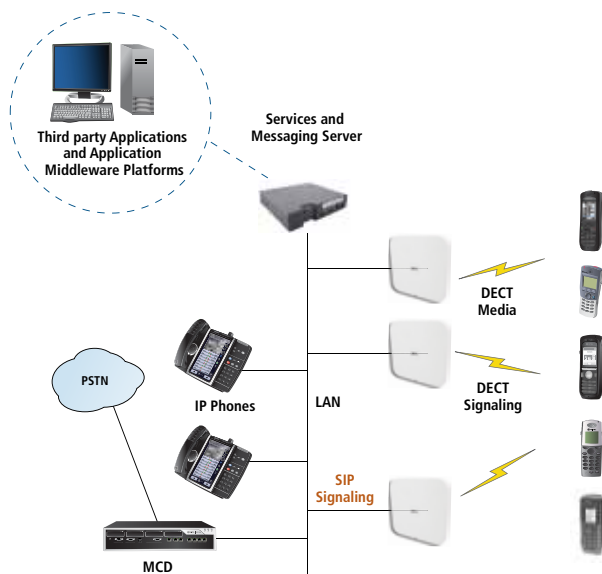 Third party Applications
and Application
Middleware Platforms
Services and
Messaging Server
DECT
Media
PSTN
IP Phones
LAN
DECT
Signaling
SIP
Signaling
MCD